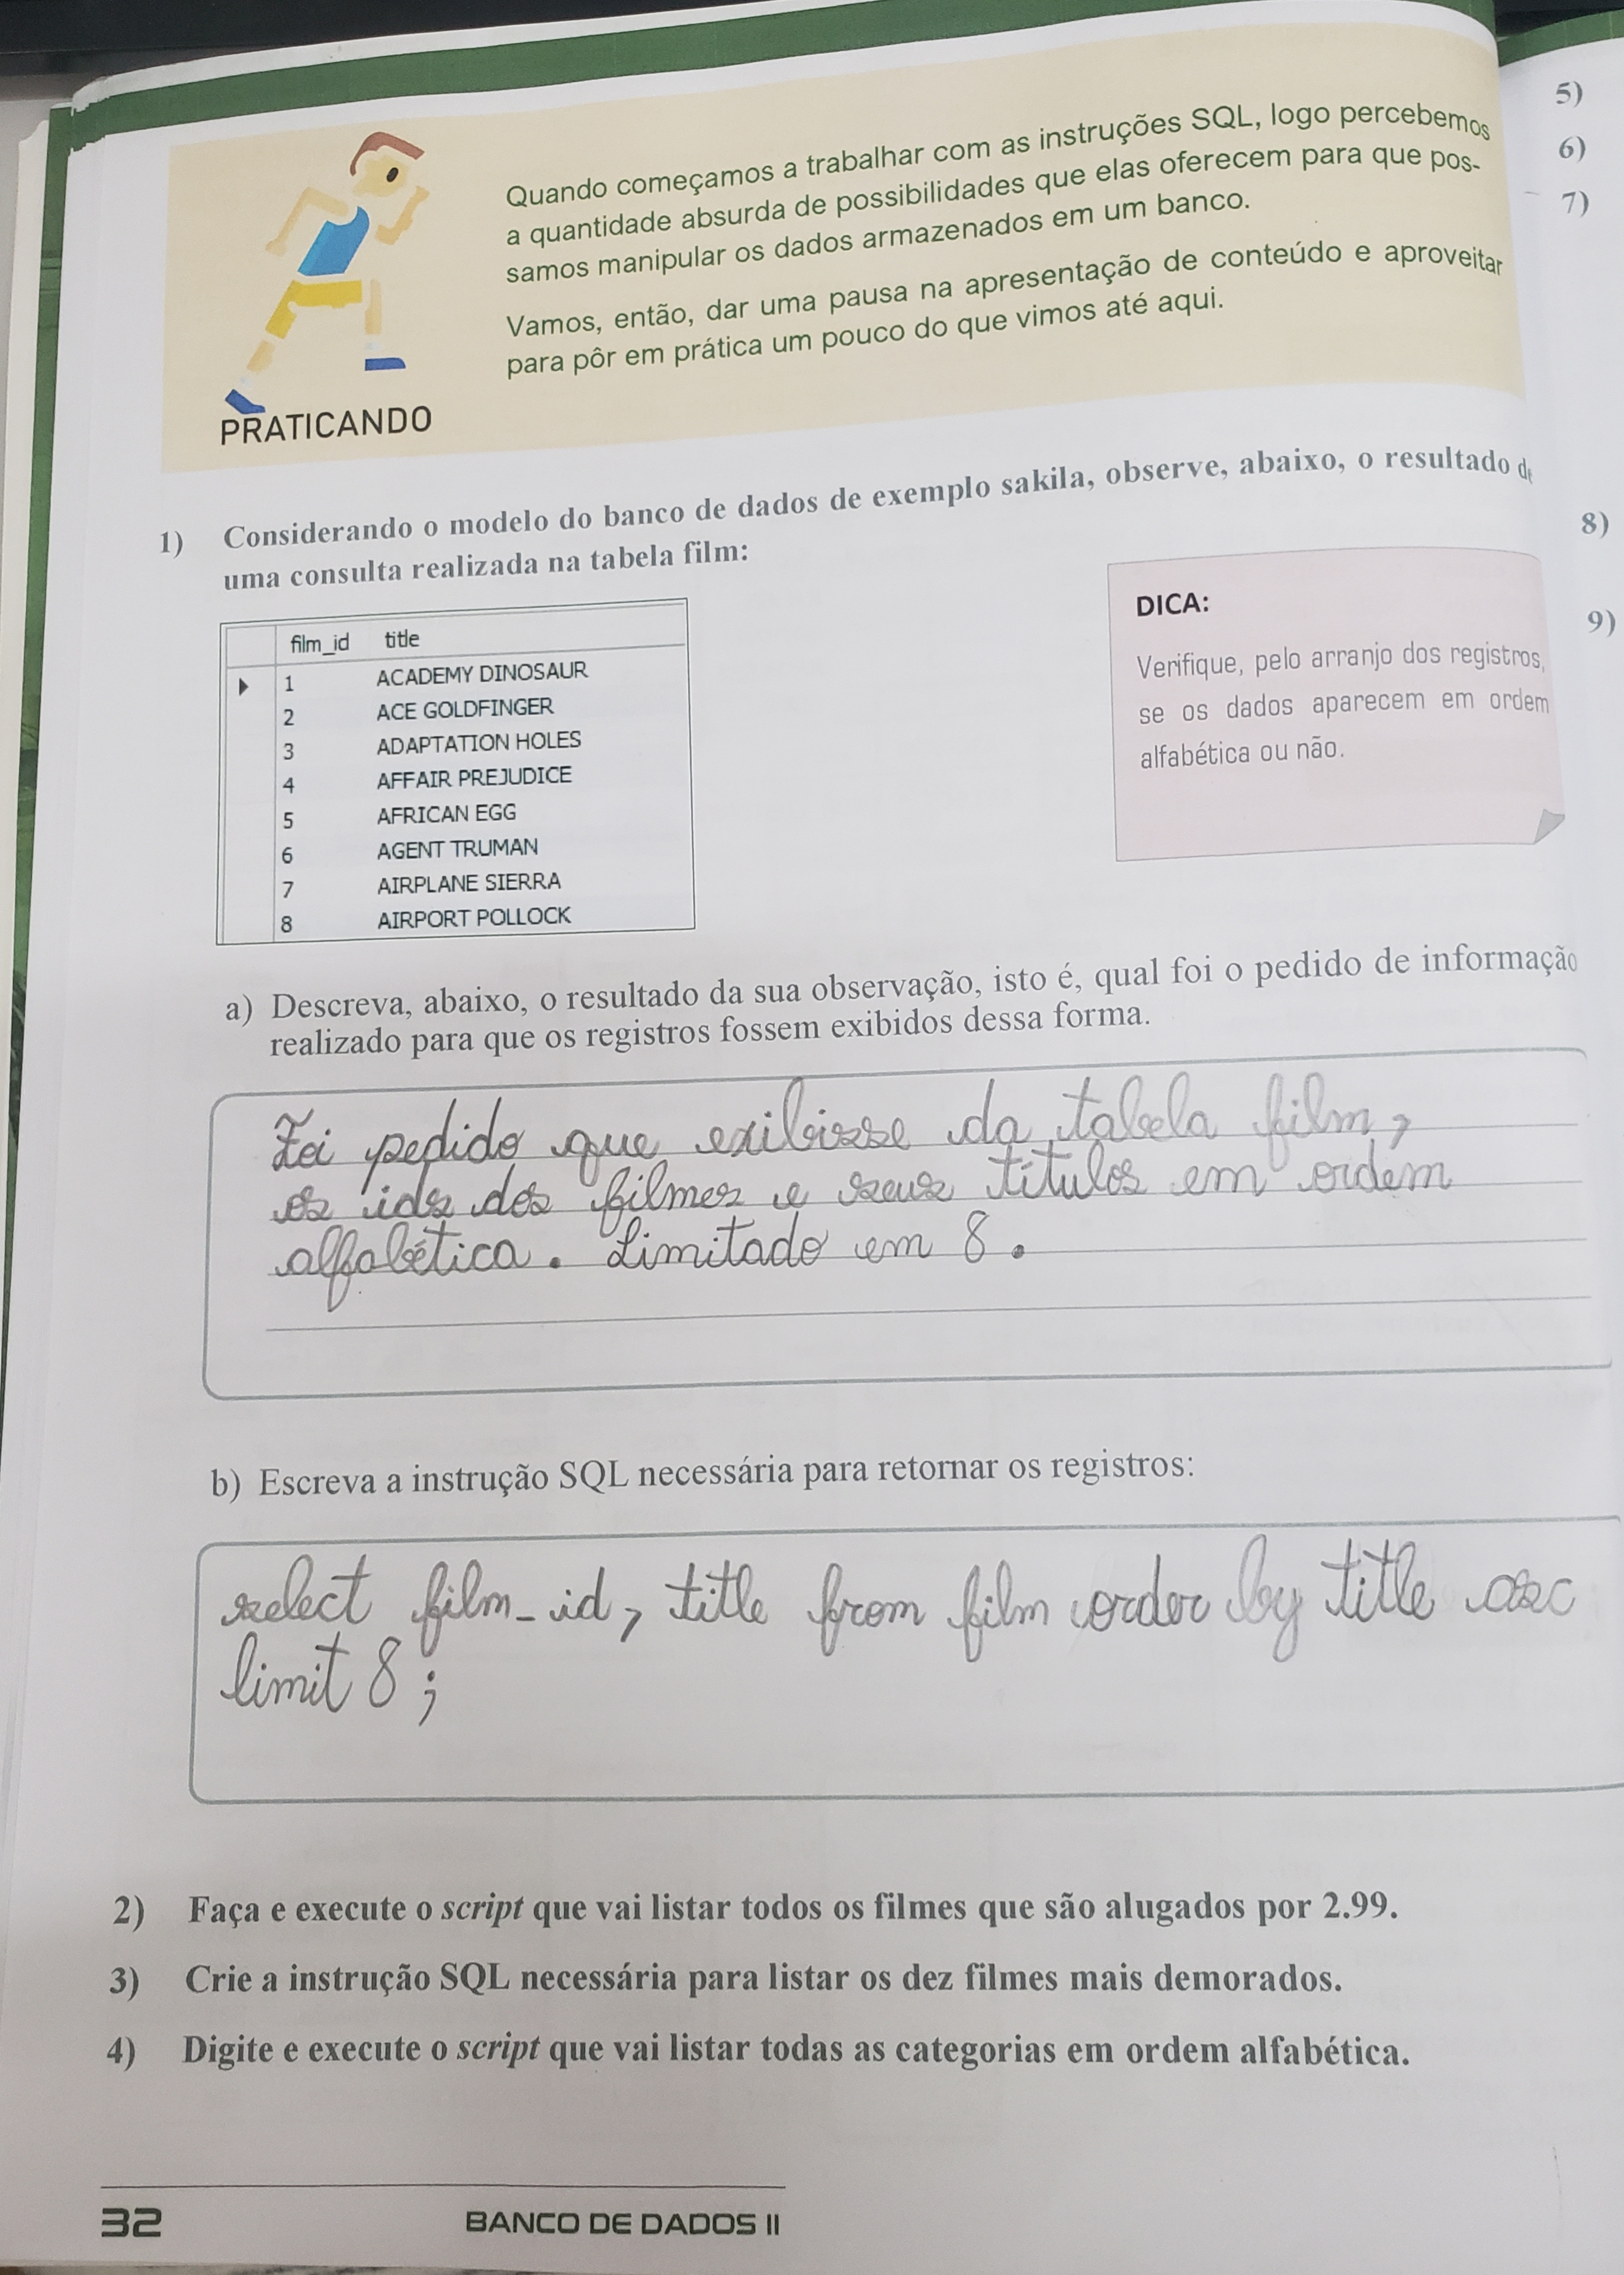 Quando começamos a trabalhar com as instruções SQL, logo percebemos
a quantidade absurda de possibilidades que elas oferecem para que pos-
samos manipular os dados armazenados em um banco.
Vamos, então, dar uma pausa na apresentação de conteúdo e aproveitar
para pôr em prática um pouco do que vimos até aqui.
PRATICANDO
1) Considerando o modelo do banco de dados de exemplo sakila, observe, abaixo, o resultado de
uma consulta realizada na tabela film:
film_id title
1 ACADEMY DINOSAUR
2 ACE GOLDFINGER
3 ADAPTATION HOLES
4 AFFAIR PREJUDICE
5 AFRICAN EGG
6 AGENT TRUMAN
7 AIRPLANE SIERRA
8 AIRPORT POLLOCK
DICA:
Verifique, pelo arranjo dos registros,
se os dados aparecem em ordem
alfabética ou não.
a) Descreva, abaixo, o resultado da sua observação, isto é, qual foi o pedido de informação
realizado para que os registros fossem exibidos dessa forma.
Foi pedido que exibisse da tabela film,
os ids dos filmes e seus títulos em ordem
alfabética. Limitado em 8.
b) Escreva a instrução SQL necessária para retornar os registros:
select film_id, title from film order by title asc
limit 8;
2) Faça e execute o script que vai listar todos os filmes que são alugados por 2.99.
3) Crie a instrução SQL necessária para listar os dez filmes mais demorados.
4) Digite e execute o script que vai listar todas as categorias em ordem alfabética.
32 BANCO DE DADOS II
5)
6)
7)
8)
9)